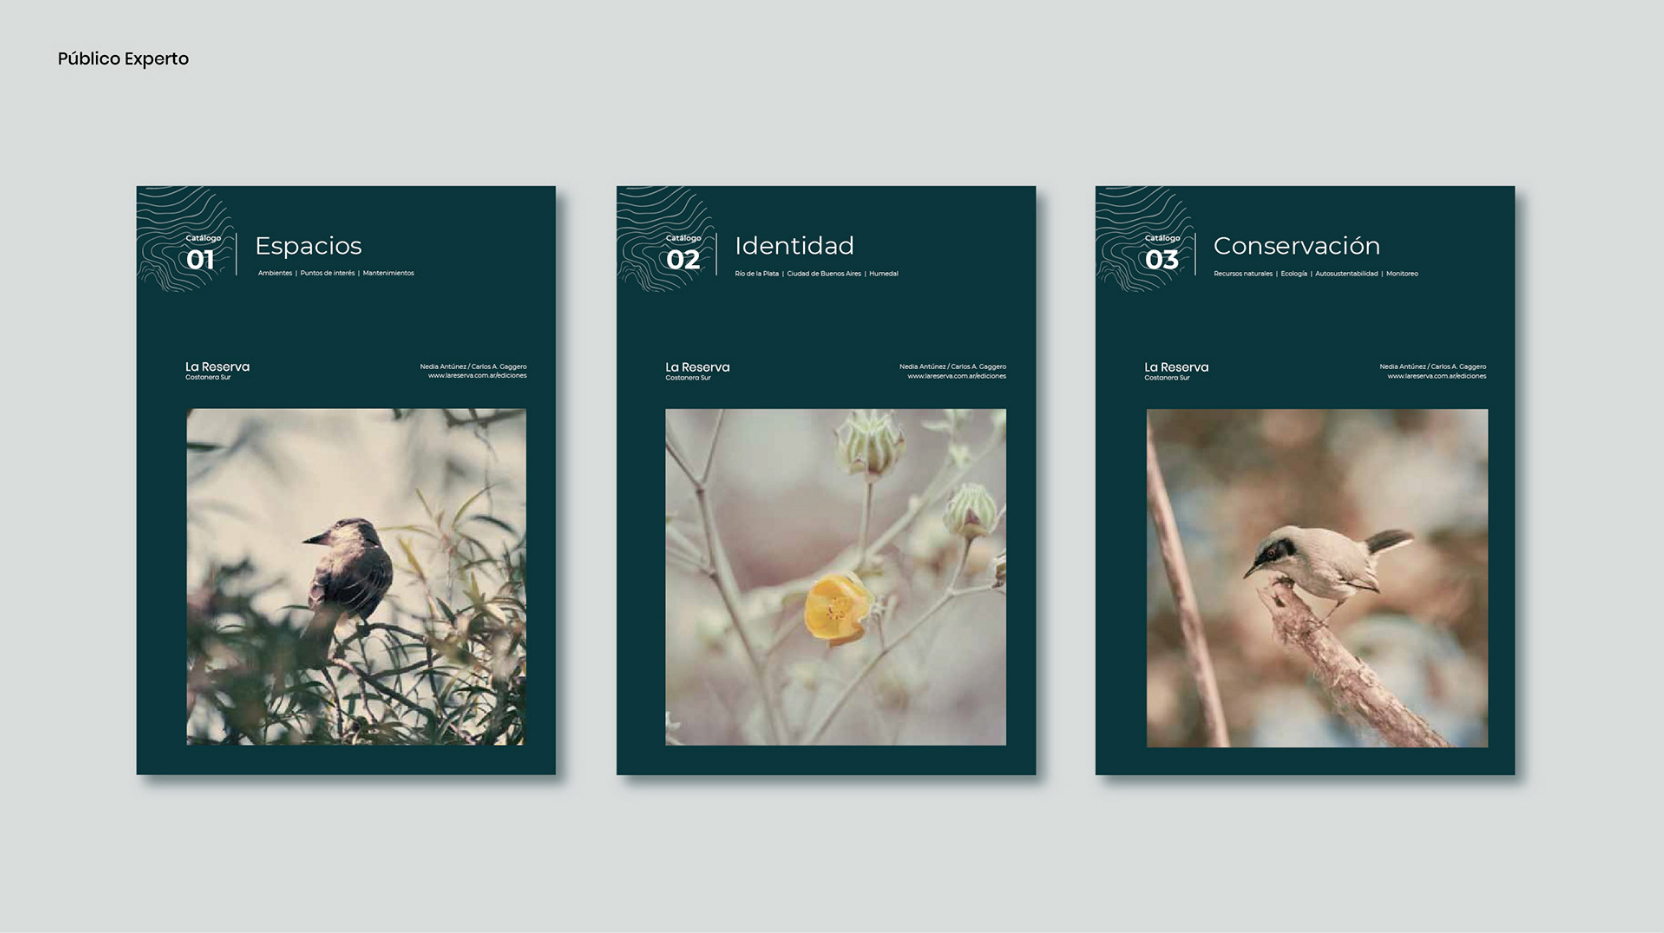 Público Experto
Catálogo
01
Espacios
Ambientes | Puntos de interés | Mantenimientos
La Reserva
Costanera Sur
Nedia Antúnez / Carlos A. Gaggero
www.lareserva.com.ar/ediciones
Catálogo
02
Identidad
Río de la Plata | Ciudad de Buenos Aires | Humedal
La Reserva
Costanera Sur
Nedia Antúnez / Carlos A. Gaggero
www.lareserva.com.ar/ediciones
Catálogo
03
Conservación
Recursos naturales | Ecología | Autosustentabilidad | Monitoreo
La Reserva
Costanera Sur
Nedia Antúnez / Carlos A. Gaggero
www.lareserva.com.ar/ediciones